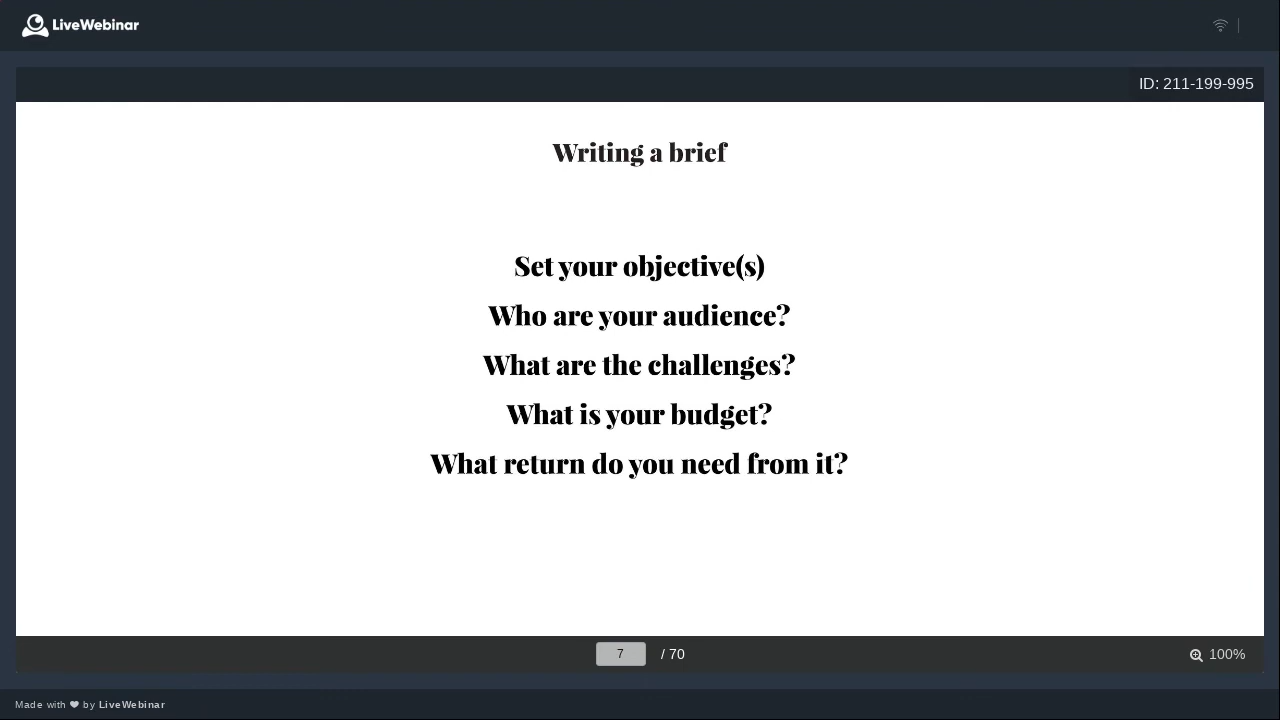 LiveWebinar
ID: 211-199-995
Writing a brief
Set your objective(s)
Who are your audience?
What are the challenges?
What is your budget?
What return do you need from it?
7 / 70
100%
Made with ❤ by LiveWebinar